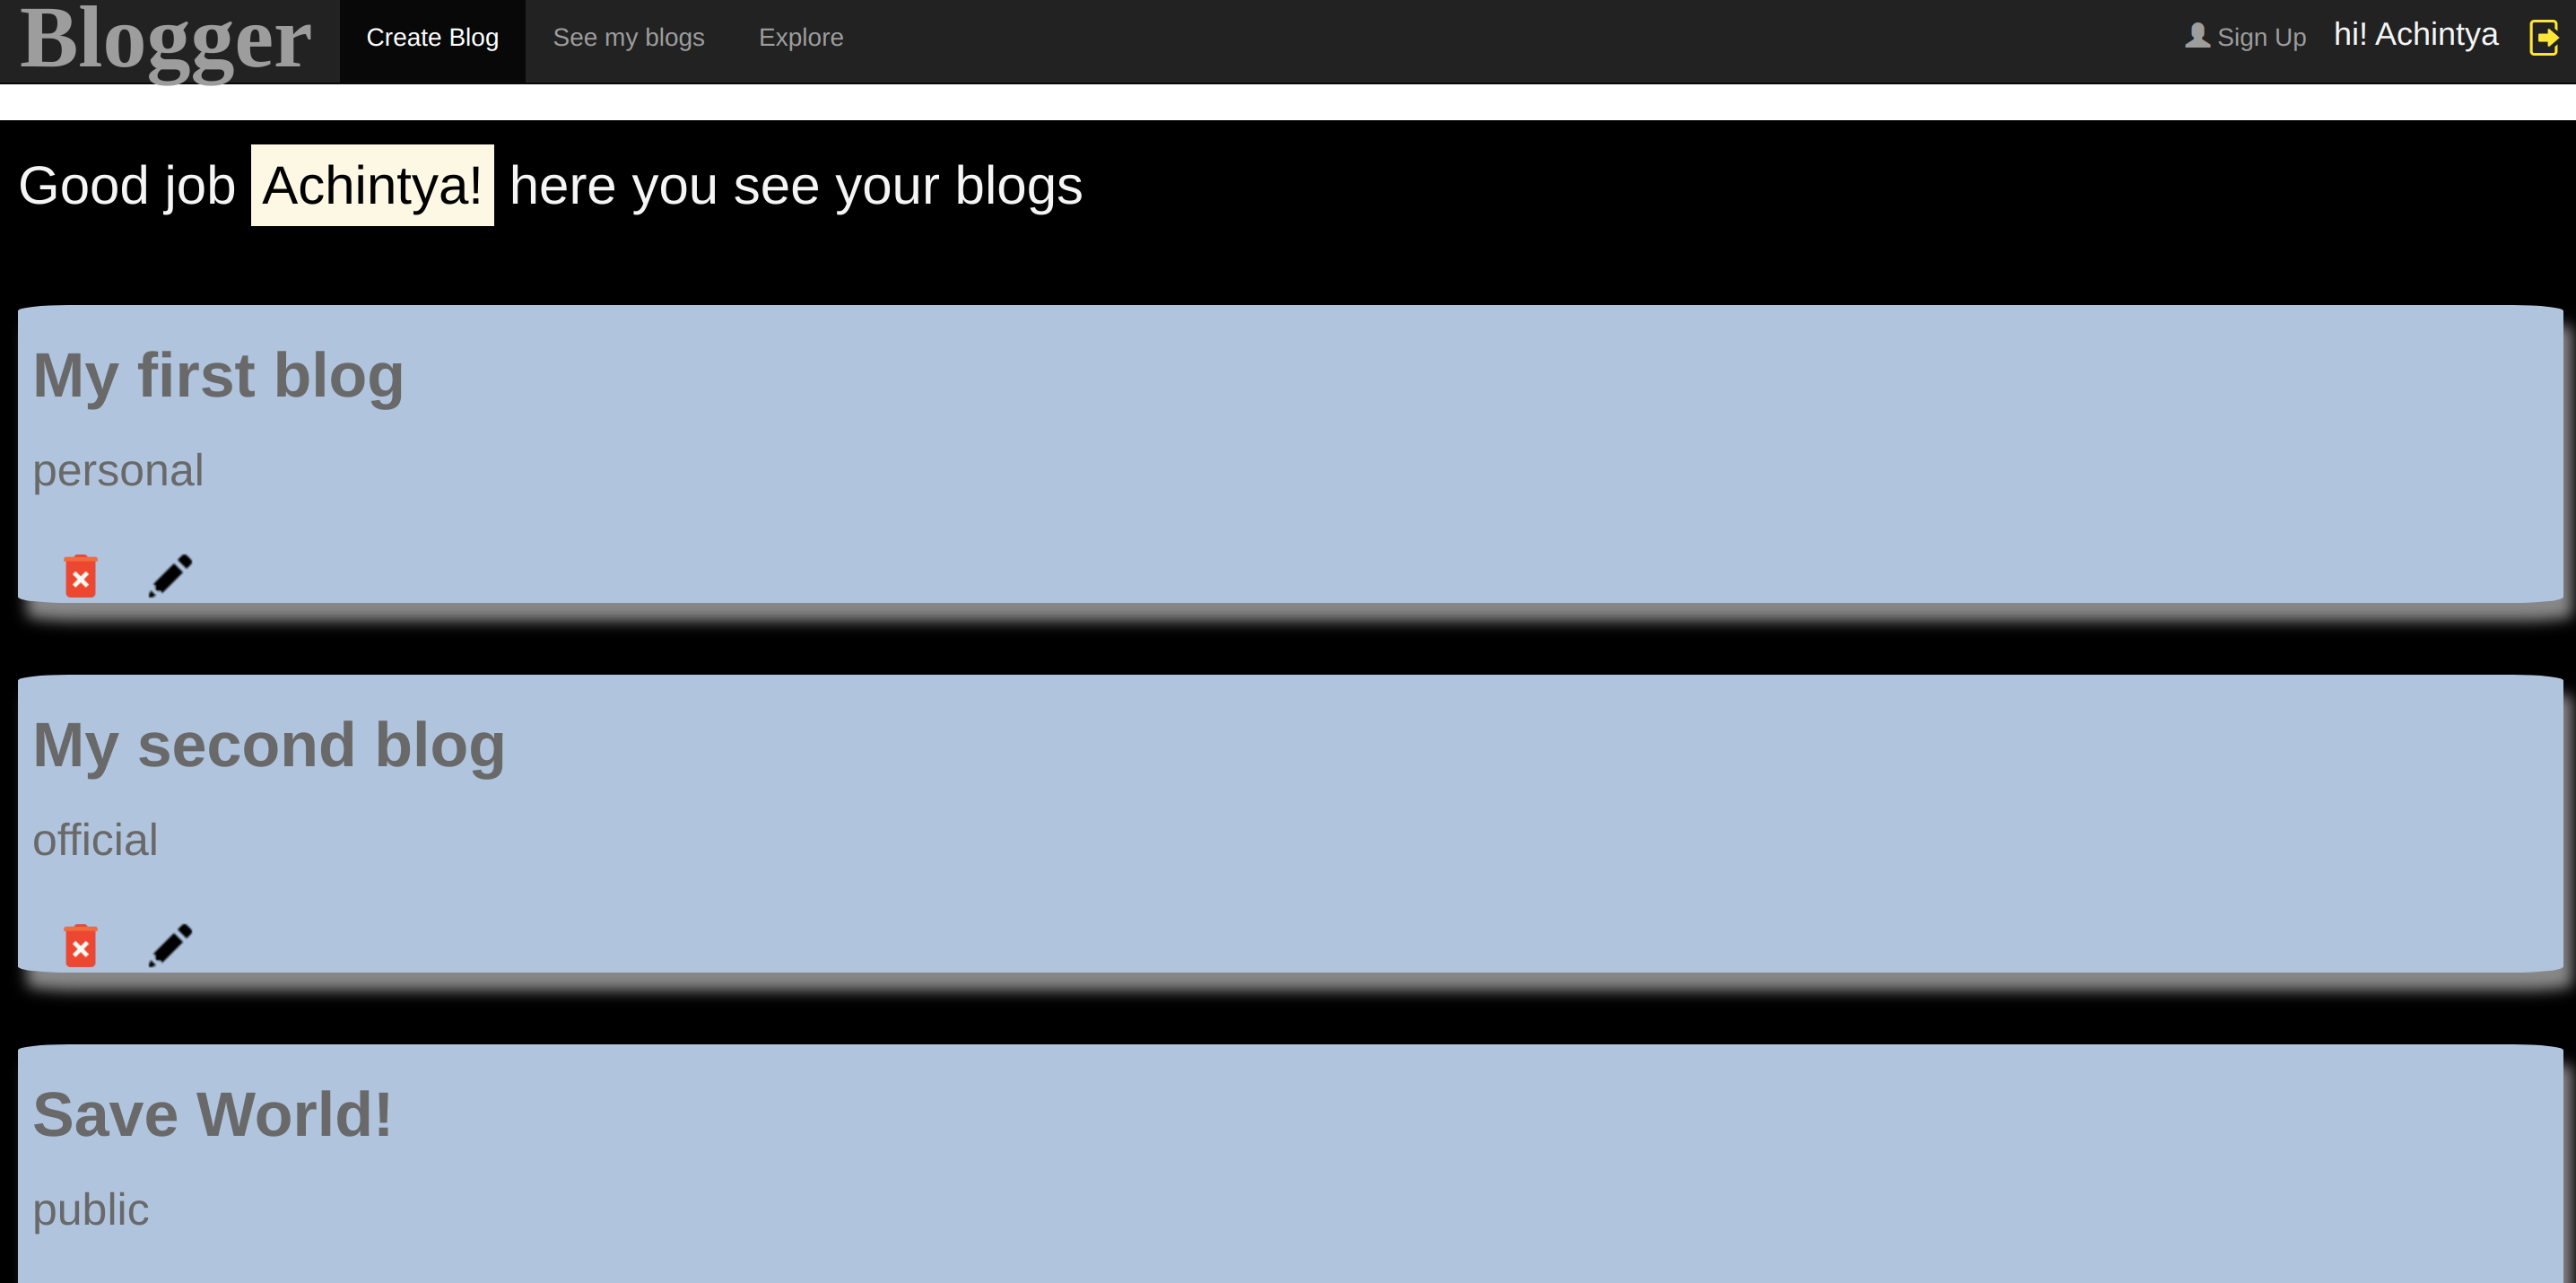 Blogger Create Blog See my blogs Explore Sign Up hi! Achintya
Good job Achintya! here you see your blogs
My first blog
personal
My second blog
official
Save World!
public